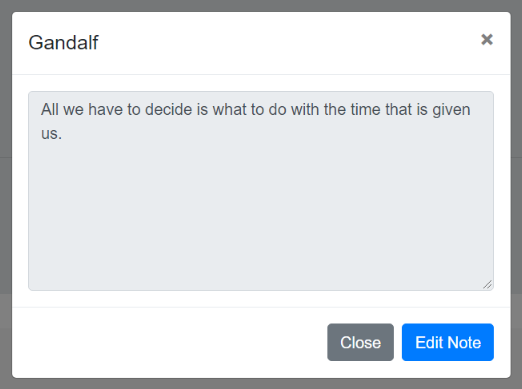 Gandalf
×
All we have to decide is what to do with the time that is given
us.
Close Edit Note